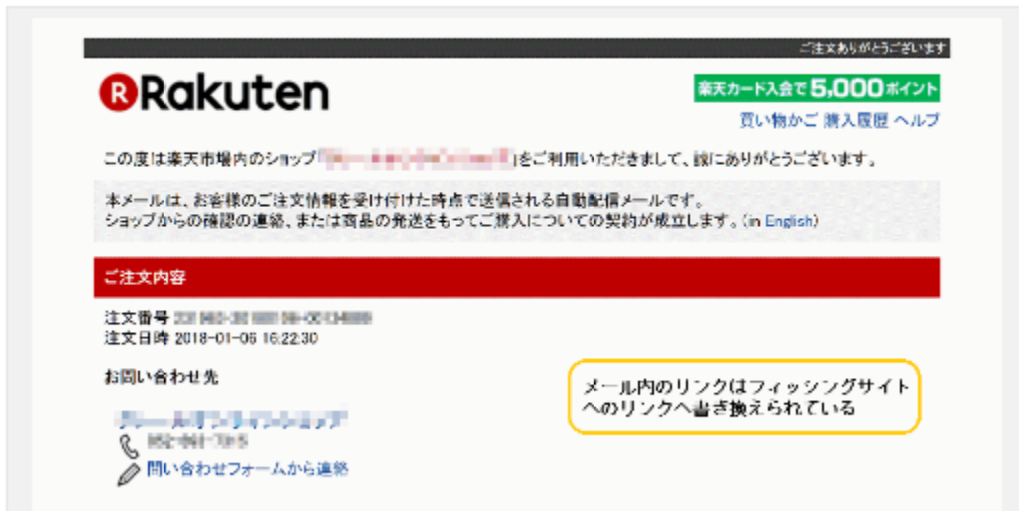 ご注文ありがとうございます
Rakuten
楽天カード入会で5,000ポイント
買い物かご 購入履歴 ヘルプ
この度は楽天市場内のショップ「」をご利用いただきまして、誠にありがとうございます。
本メールは、お客様のご注文情報を受け付けた時点で送信される自動配信メールです。
ショップからの確認の連絡、または商品の発送をもってご購入についての契約が成立します。(in English)
ご注文内容
注文番号
注文日時 2018-01-06 16:22:30
お問い合わせ先
メール内のリンクはフィッシングサイト
へのリンクへ書き換えられている
問い合わせフォームから連絡